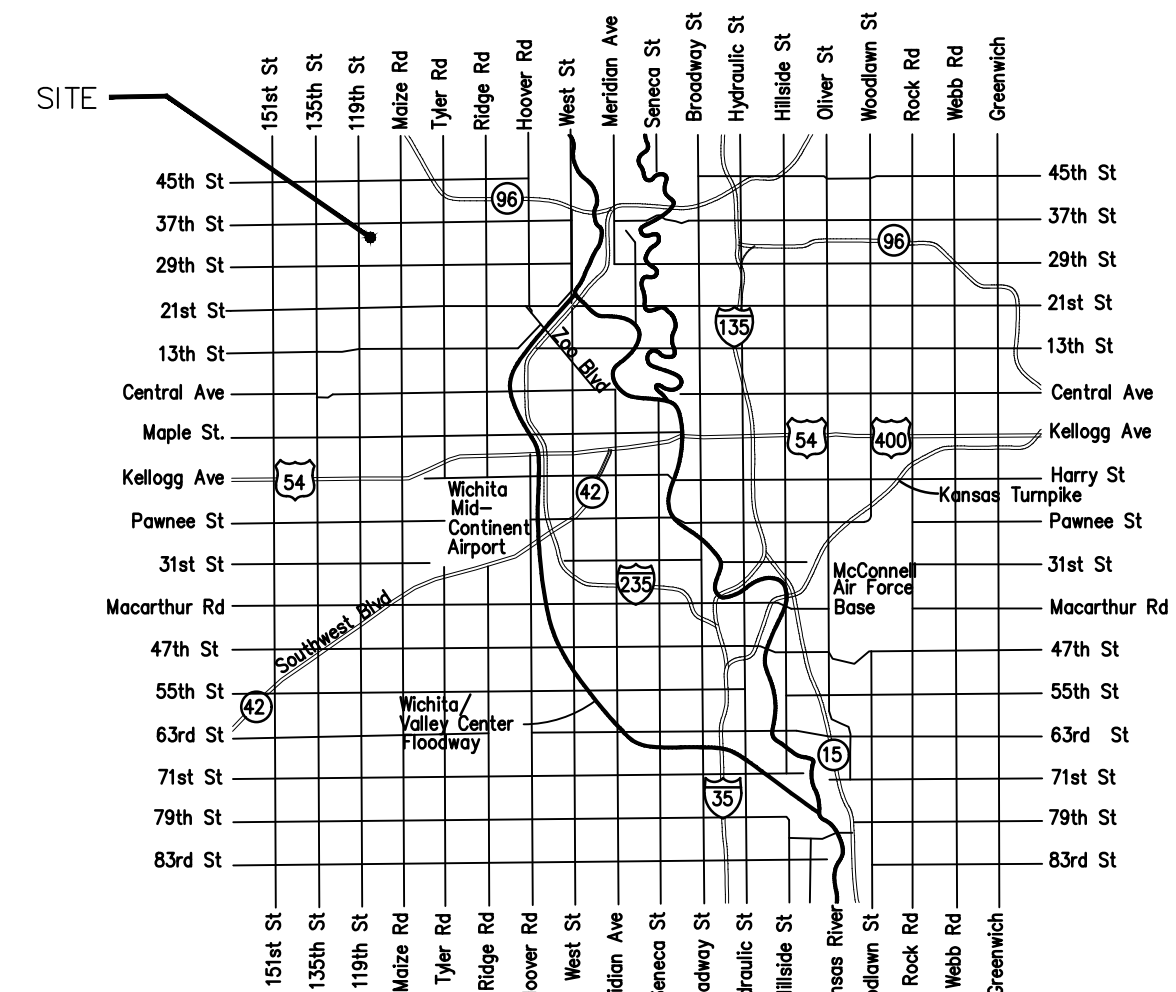 SITE
151st St
135th St
119th St
Maize Rd
Tyler Rd
Ridge Rd
Hoover Rd
West St
Meridian Ave
Seneca St
Broadway St
Hydraulic St
Hillside St
Oliver St
Woodlawn St
Rock Rd
Webb Rd
Greenwich
45th St
45th St
96
37th St
37th St
96
29th St
29th St
21st St
21st St
135
13th St
13th St
Zoo Blvd
Central Ave
Central Ave
Maple St.
54
400
Kellogg Ave
Kellogg Ave
54
Harry St
Wichita
Mid-
Continent
Airport
42
Kansas Turnpike
Pawnee St
Pawnee St
31st St
31st St
235
McConnell
Air Force
Base
Macarthur Rd
Macarthur Rd
Southwest Blvd
47th St
47th St
55th St
55th St
42
Wichita/
Valley Center
Floodway
63rd St
63rd St
15
71st St
71st St
35
79th St
79th St
83rd St
83rd St
151st St
135th St
119th St
Maize Rd
Tyler Rd
Ridge Rd
oover Rd
West St
idian Ave
Seneca St
adway St
draulic St
Hillside St
nsas River
odlawn St
Rock Rd
Webb Rd
Greenwich